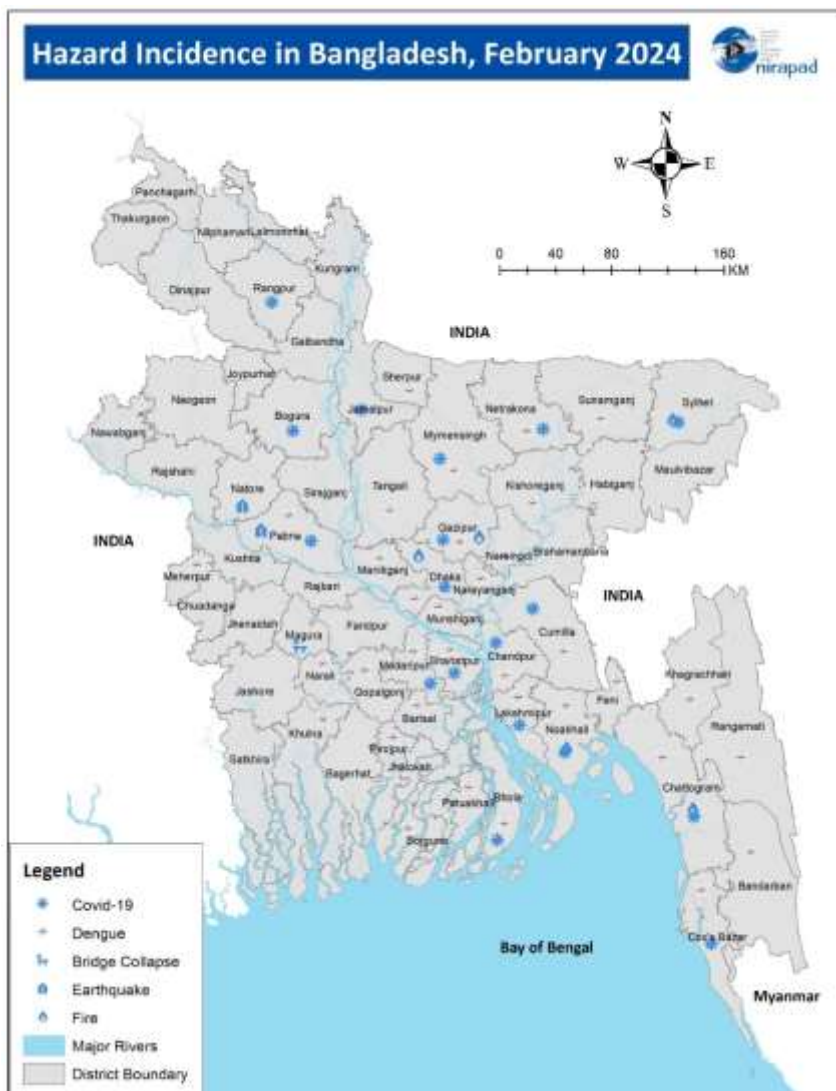 Hazard Incidence in Bangladesh, February 2024
nirapad
N
W E
S
0 40 80 160
KM
Panchagarh
Thakurgaon
Nilphamari
Lalmonirhat
Kurigram
Dinajpur
Rangpur
Gaibandha
INDIA
Joypurhat
Sherpur
Naogaon
Netrakona
Sunamganj
Sylhet
Bogura
Jamalpur
Mymensingh
Nawabganj
Rajshahi
Natore
Sirajganj
Tangail
Kishoreganj
Habiganj
Maulvibazar
INDIA
Pabna
Gazipur
Narsingdi
Brahamanbaria
Kushtia
Manikganj
Dhaka
Meherpur
Rajbari
Narayanganj
INDIA
Chuadanga
Jhenaidah
Magura
Faridpur
Munshiganj
Cumilla
Chandpur
Khagrachhari
Narail
Madaripur
Shariatpur
Jashore
Gopalgonj
Lakshmipur
Feni
Rangamati
Barisal
Noakhali
Khulna
Satkhira
Pirojpur
Jhalokati
Bagerhat
Chattogram
Patuakhali
Bhola
Borguna
Bandarban
Cox's Bazar
Bay of Bengal
Myanmar
Legend
Covid-19
Dengue
Bridge Collapse
Earthquake
Fire
Major Rivers
District Boundary